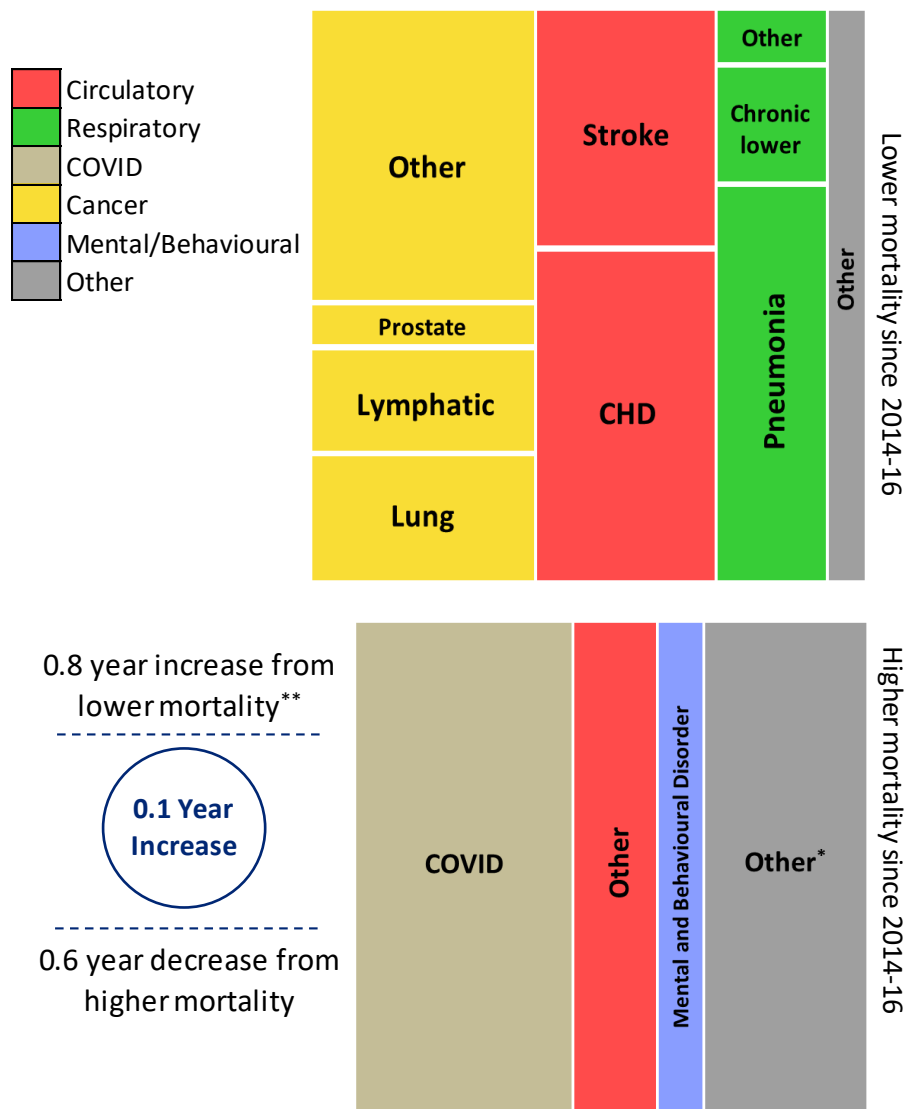 Circulatory
Respiratory
COVID
Cancer
Mental/Behavioural
Other
Other
Prostate
Lymphatic
Lung
Stroke
CHD
Other
Chronic
lower
Pneumonia
Other
Lower mortality since 2014-16
0.8 year increase from
lower mortality**
0.1 Year
Increase
0.6 year decrease from
higher mortality
COVID
Other
Mental and Behavioural Disorder
Other*
Higher mortality since 2014-16